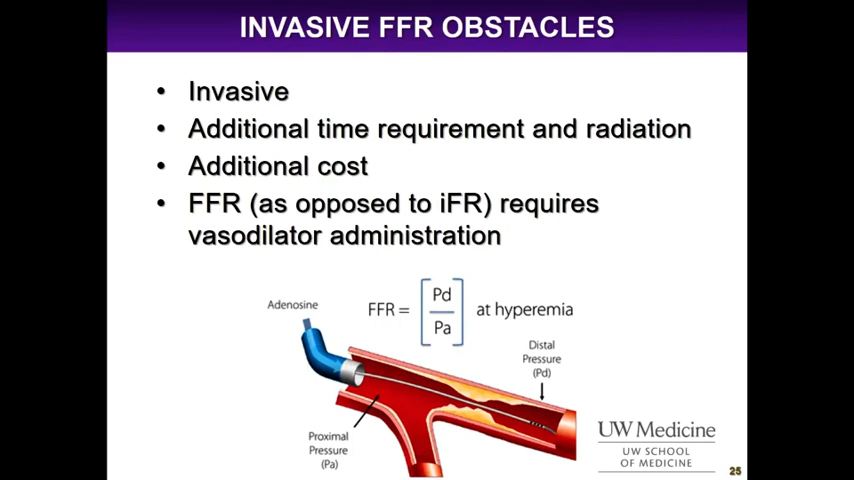 INVASIVE FFR OBSTACLES
• Invasive
• Additional time requirement and radiation
• Additional cost
• FFR (as opposed to iFR) requires
vasodilator administration
Adenosine
FFR = [Pd / Pa] at hyperemia
Distal
Pressure
(Pd)
Proximal
Pressure
(Pa)
UW Medicine
UW SCHOOL
OF MEDICINE
25